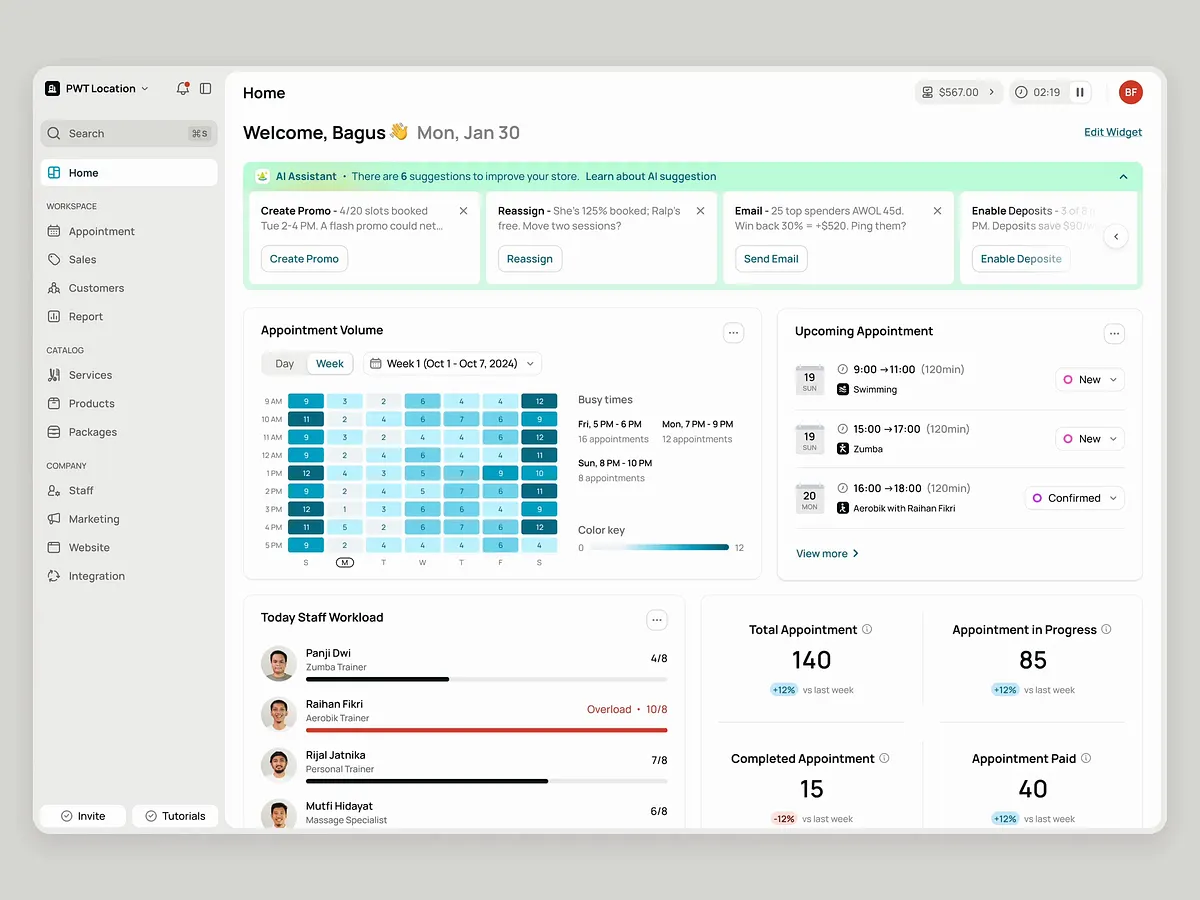 PWT Location
Search
⌘S
Home
WORKSPACE
Appointment
Sales
Customers
Report
CATALOG
Services
Products
Packages
COMPANY
Staff
Marketing
Website
Integration
Invite
Tutorials
Home
$567.00
02:19
BF
Welcome, Bagus👋 Mon, Jan 30
Edit Widget
AI Assistant • There are 6 suggestions to improve your store. Learn about AI suggestion
Create Promo - 4/20 slots booked
Tue 2-4 PM. A flash promo could net...
Create Promo
Reassign - She's 125% booked; Ralp's
free. Move two sessions?
Reassign
Email - 25 top spenders AWOL 45d.
Win back 30% = +$520. Ping them?
Send Email
Enable Deposits - 3 of 8
PM. Deposits save $90/
Enable Deposite
Appointment Volume
Day
Week
Week 1 (Oct 1 - Oct 7, 2024)
9 AM 9 3 2 6 4 4 12
10 AM 11 2 4 6 7 6 9
11 AM 9 3 2 4 4 6 12
12 AM 9 2 4 6 4 4 11
1 PM 12 4 3 5 7 9 10
2 PM 9 2 4 5 7 6 11
3 PM 12 1 3 6 6 4 9
4 PM 11 5 2 6 7 6 12
5 PM 9 2 4 4 4 6 4
S M T W T F S
Busy times
Fri, 5 PM - 6 PM
16 appointments
Mon, 7 PM - 9 PM
12 appointments
Sun, 8 PM - 10 PM
8 appointments
Color key
0
12
Upcoming Appointment
19
SUN
9:00 →11:00 (120min)
Swimming
New
19
SUN
15:00 →17:00 (120min)
Zumba
New
20
MON
16:00 →18:00 (120min)
Aerobik with Raihan Fikri
Confirmed
View more
Today Staff Workload
Panji Dwi
Zumba Trainer
4/8
Raihan Fikri
Aerobik Trainer
Overload • 10/8
Rijal Jatnika
Personal Trainer
7/8
Mutfi Hidayat
Massage Specialist
6/8
Total Appointment
140
+12% vs last week
Appointment in Progress
85
+12% vs last week
Completed Appointment
15
-12% vs last week
Appointment Paid
40
+12% vs last week